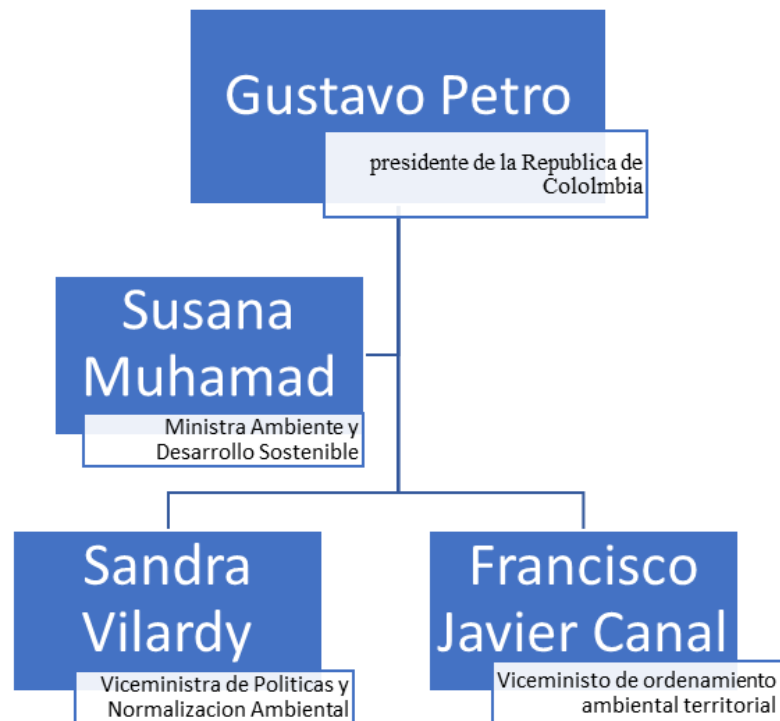 Gustavo Petro
presidente de la Republica de
Cololmbia
Susana
Muhamad
Ministra Ambiente y
Desarrollo Sostenible
Sandra
Vilardy
Viceministra de Politicas y
Normalizacion Ambiental
Francisco
Javier Canal
Viceministo de ordenamiento
ambiental territorial